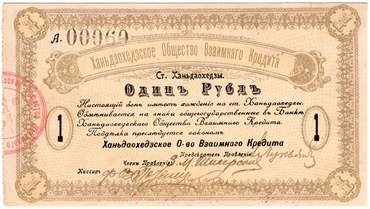 А. 00060
Ханьдаохедзское Общество Взаимнаго Кредита
Ст. Ханьдаохедзы.
Одинъ Рубль
Настоящій бонъ имѣетъ хожденіе на ст. Ханьдаохедзы.
Обмѣнивается на знаки общегосударственные въ Банкѣ
Ханьдаохедзскаго Общества Взаимнаго Кредита.
Поддѣлка преслѣдуется закономъ
1 1
Ханьдаохедзское О-во Взаимнаго Кредита
Предсѣдатель Правленія
Члены Правленія
Кассиръ